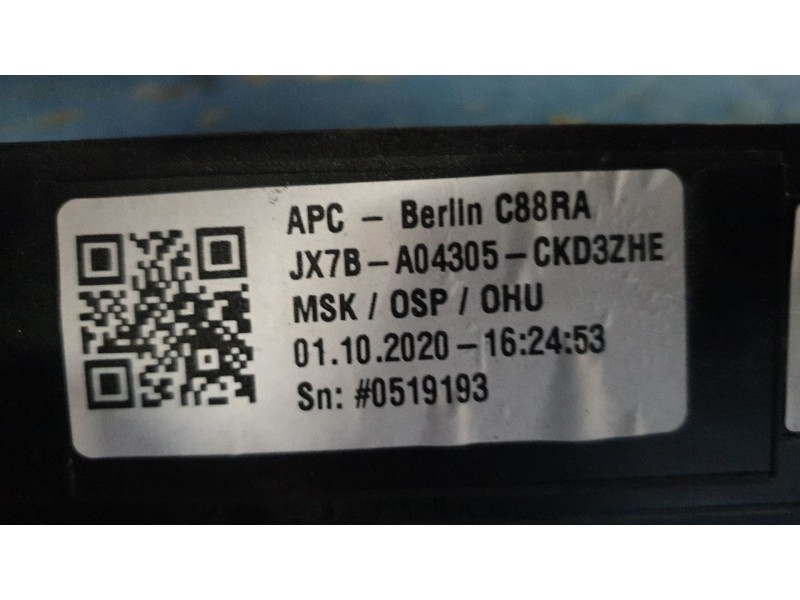 APC - Berlin C88RA
JX7B-A04305-CKD3ZHE
MSK / OSP / OHU
01.10.2020-16:24:53
Sn: #0519193